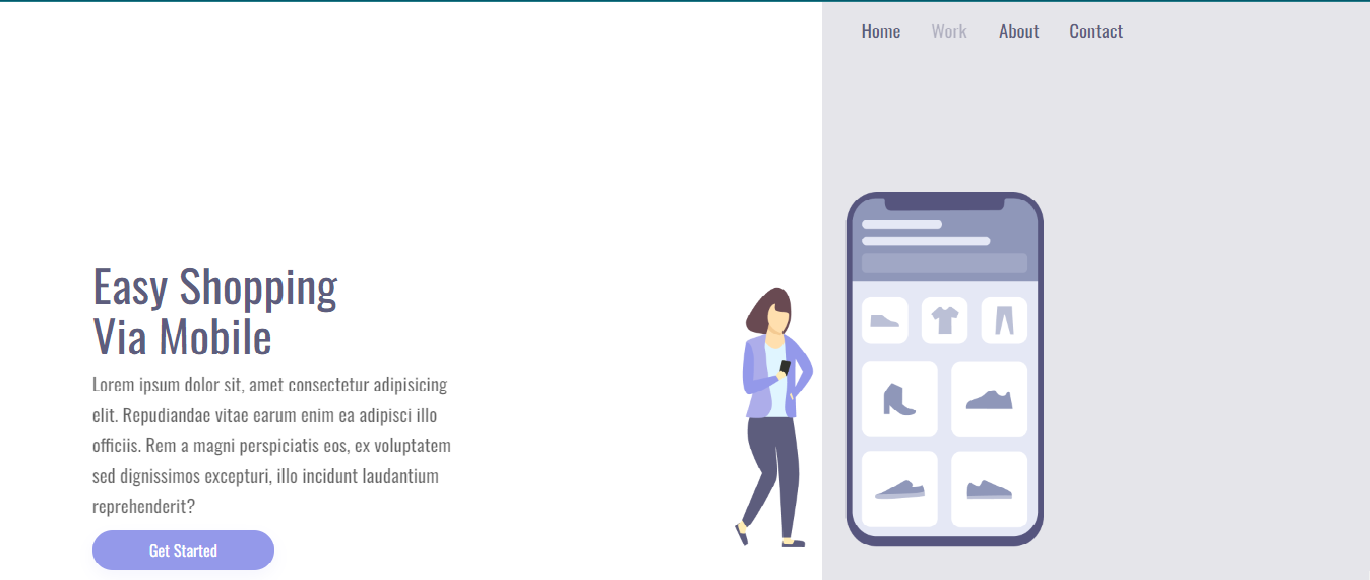 Home Work About Contact
Easy Shopping
Via Mobile
Lorem ipsum dolor sit, amet consectetur adipisicing
elit. Repudiandae vitae earum enim ea adipisci illo
officiis. Rem a magni perspiciatis eos, ex voluptatem
sed dignissimos excepturi, illo incidunt laudantium
reprehenderit?
Get Started